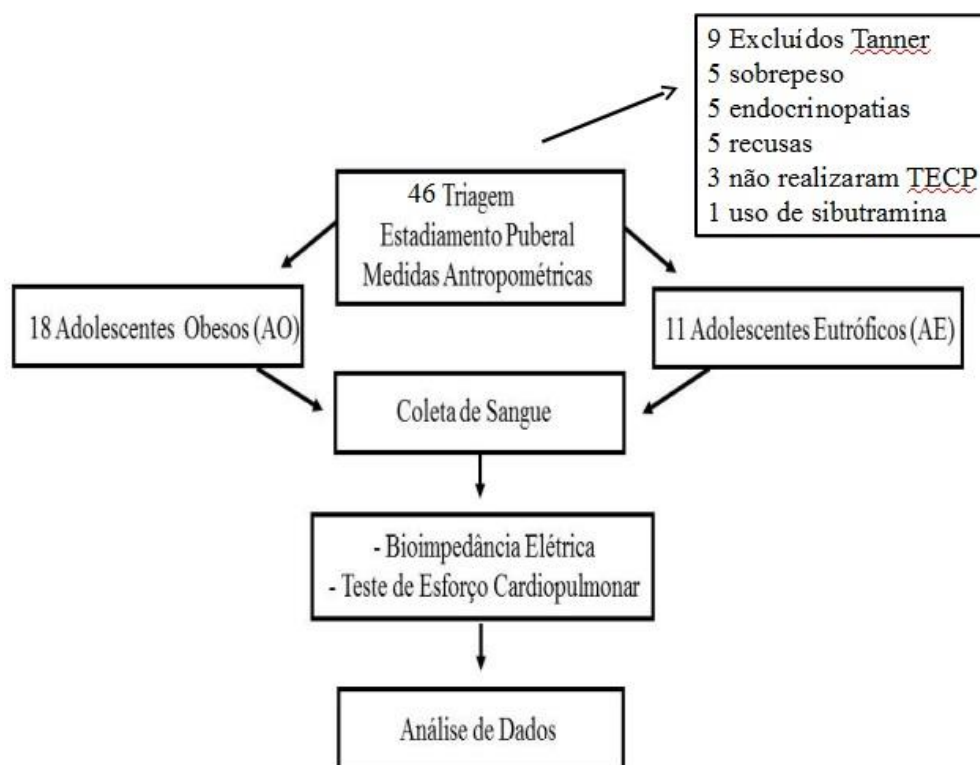 9 Excluídos Tanner
5 sobrepeso
5 endocrinopatias
5 recusas
3 não realizaram TECP
1 uso de sibutramina
46 Triagem
Estadiamento Puberal
Medidas Antropométricas
18 Adolescentes Obesos (AO)
11 Adolescentes Eutróficos (AE)
Coleta de Sangue
- Bioimpedância Elétrica
- Teste de Esforço Cardiopulmonar
Análise de Dados